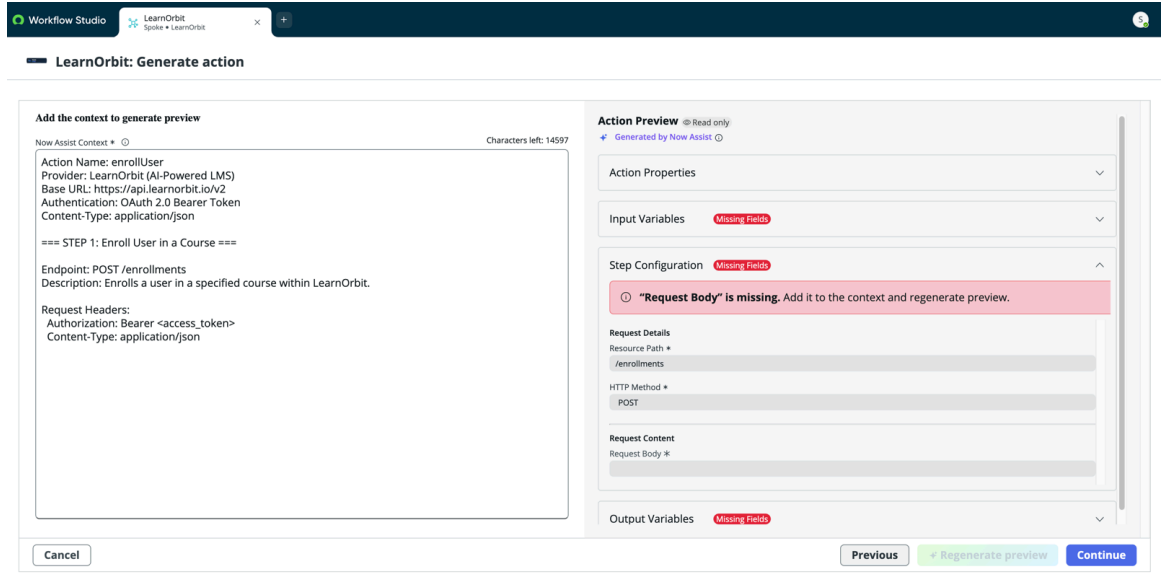 Workflow Studio
LearnOrbit
Spoke • LearnOrbit
S
LearnOrbit: Generate action
Add the context to generate preview
Now Assist Context *
Characters left: 14597
Action Name: enrollUser
Provider: LearnOrbit (AI-Powered LMS)
Base URL: https://api.learnorbit.io/v2
Authentication: OAuth 2.0 Bearer Token
Content-Type: application/json
=== STEP 1: Enroll User in a Course ===
Endpoint: POST /enrollments
Description: Enrolls a user in a specified course within LearnOrbit.
Request Headers:
Authorization: Bearer <access_token>
Content-Type: application/json
Action Preview Read only
Generated by Now Assist
Action Properties
Input Variables Missing Fields
Step Configuration Missing Fields
“Request Body” is missing. Add it to the context and regenerate preview.
Request Details
Resource Path *
/enrollments
HTTP Method *
POST
Request Content
Request Body *
Output Variables Missing Fields
Cancel
Previous
Regenerate preview
Continue